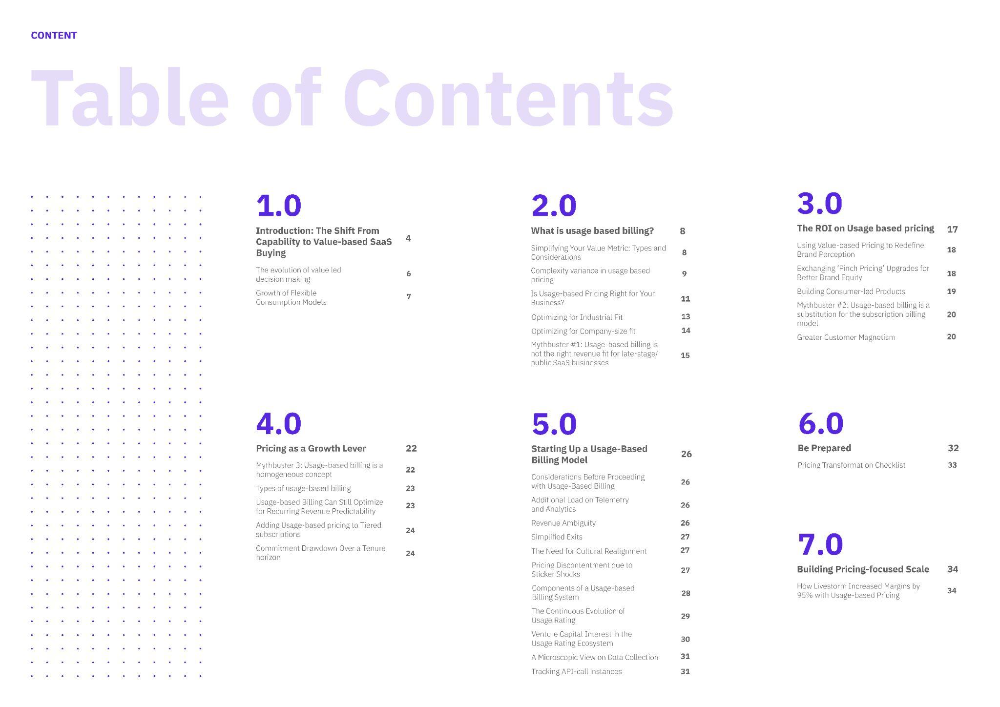 CONTENT
Table of Contents
1.0
Introduction: The Shift From
Capability to Value-based SaaS
Buying
4
The evolution of value led
decision making
6
Growth of Flexible
Consumption Models
7
2.0
What is usage based billing?
8
Simplifying Your Value Metric: Types and
Considerations
8
Complexity variance in usage based
pricing
9
Is Usage-based Pricing Right for Your
Business?
11
Optimizing for Industrial Fit
13
Optimizing for Company-size fit
14
Mythbuster #1: Usage-based billing is
not the right revenue fit for late-stage/
public SaaS businesses
15
3.0
The ROI on Usage based pricing
17
Using Value-based Pricing to Redefine
Brand Perception
18
Exchanging ‘Pinch Pricing’ Upgrades for
Better Brand Equity
18
Building Consumer-led Products
19
Mythbuster #2: Usage-based billing is a
substitution for the subscription billing
model
20
Greater Customer Magnetism
20
4.0
Pricing as a Growth Lever
22
Mythbuster 3: Usage-based billing is a
homogeneous concept
22
Types of usage-based billing
23
Usage-based Billing Can Still Optimize
for Recurring Revenue Predictability
23
Adding Usage-based pricing to Tiered
subscriptions
24
Commitment Drawdown Over a Tenure
horizon
24
5.0
Starting Up a Usage-Based
Billing Model
26
Considerations Before Proceeding
with Usage-Based Billing
26
Additional Load on Telemetry
and Analytics
26
Revenue Ambiguity
26
Simplified Exits
27
The Need for Cultural Realignment
27
Pricing Discontentment due to
Sticker Shocks
27
Components of a Usage-based
Billing System
28
The Continuous Evolution of
Usage Rating
29
Venture Capital Interest in the
Usage Rating Ecosystem
30
A Microscopic View on Data Collection
31
Tracking API-call instances
31
6.0
Be Prepared
32
Pricing Transformation Checklist
33
7.0
Building Pricing-focused Scale
34
How Livestorm Increased Margins by
95% with Usage-based Pricing
34